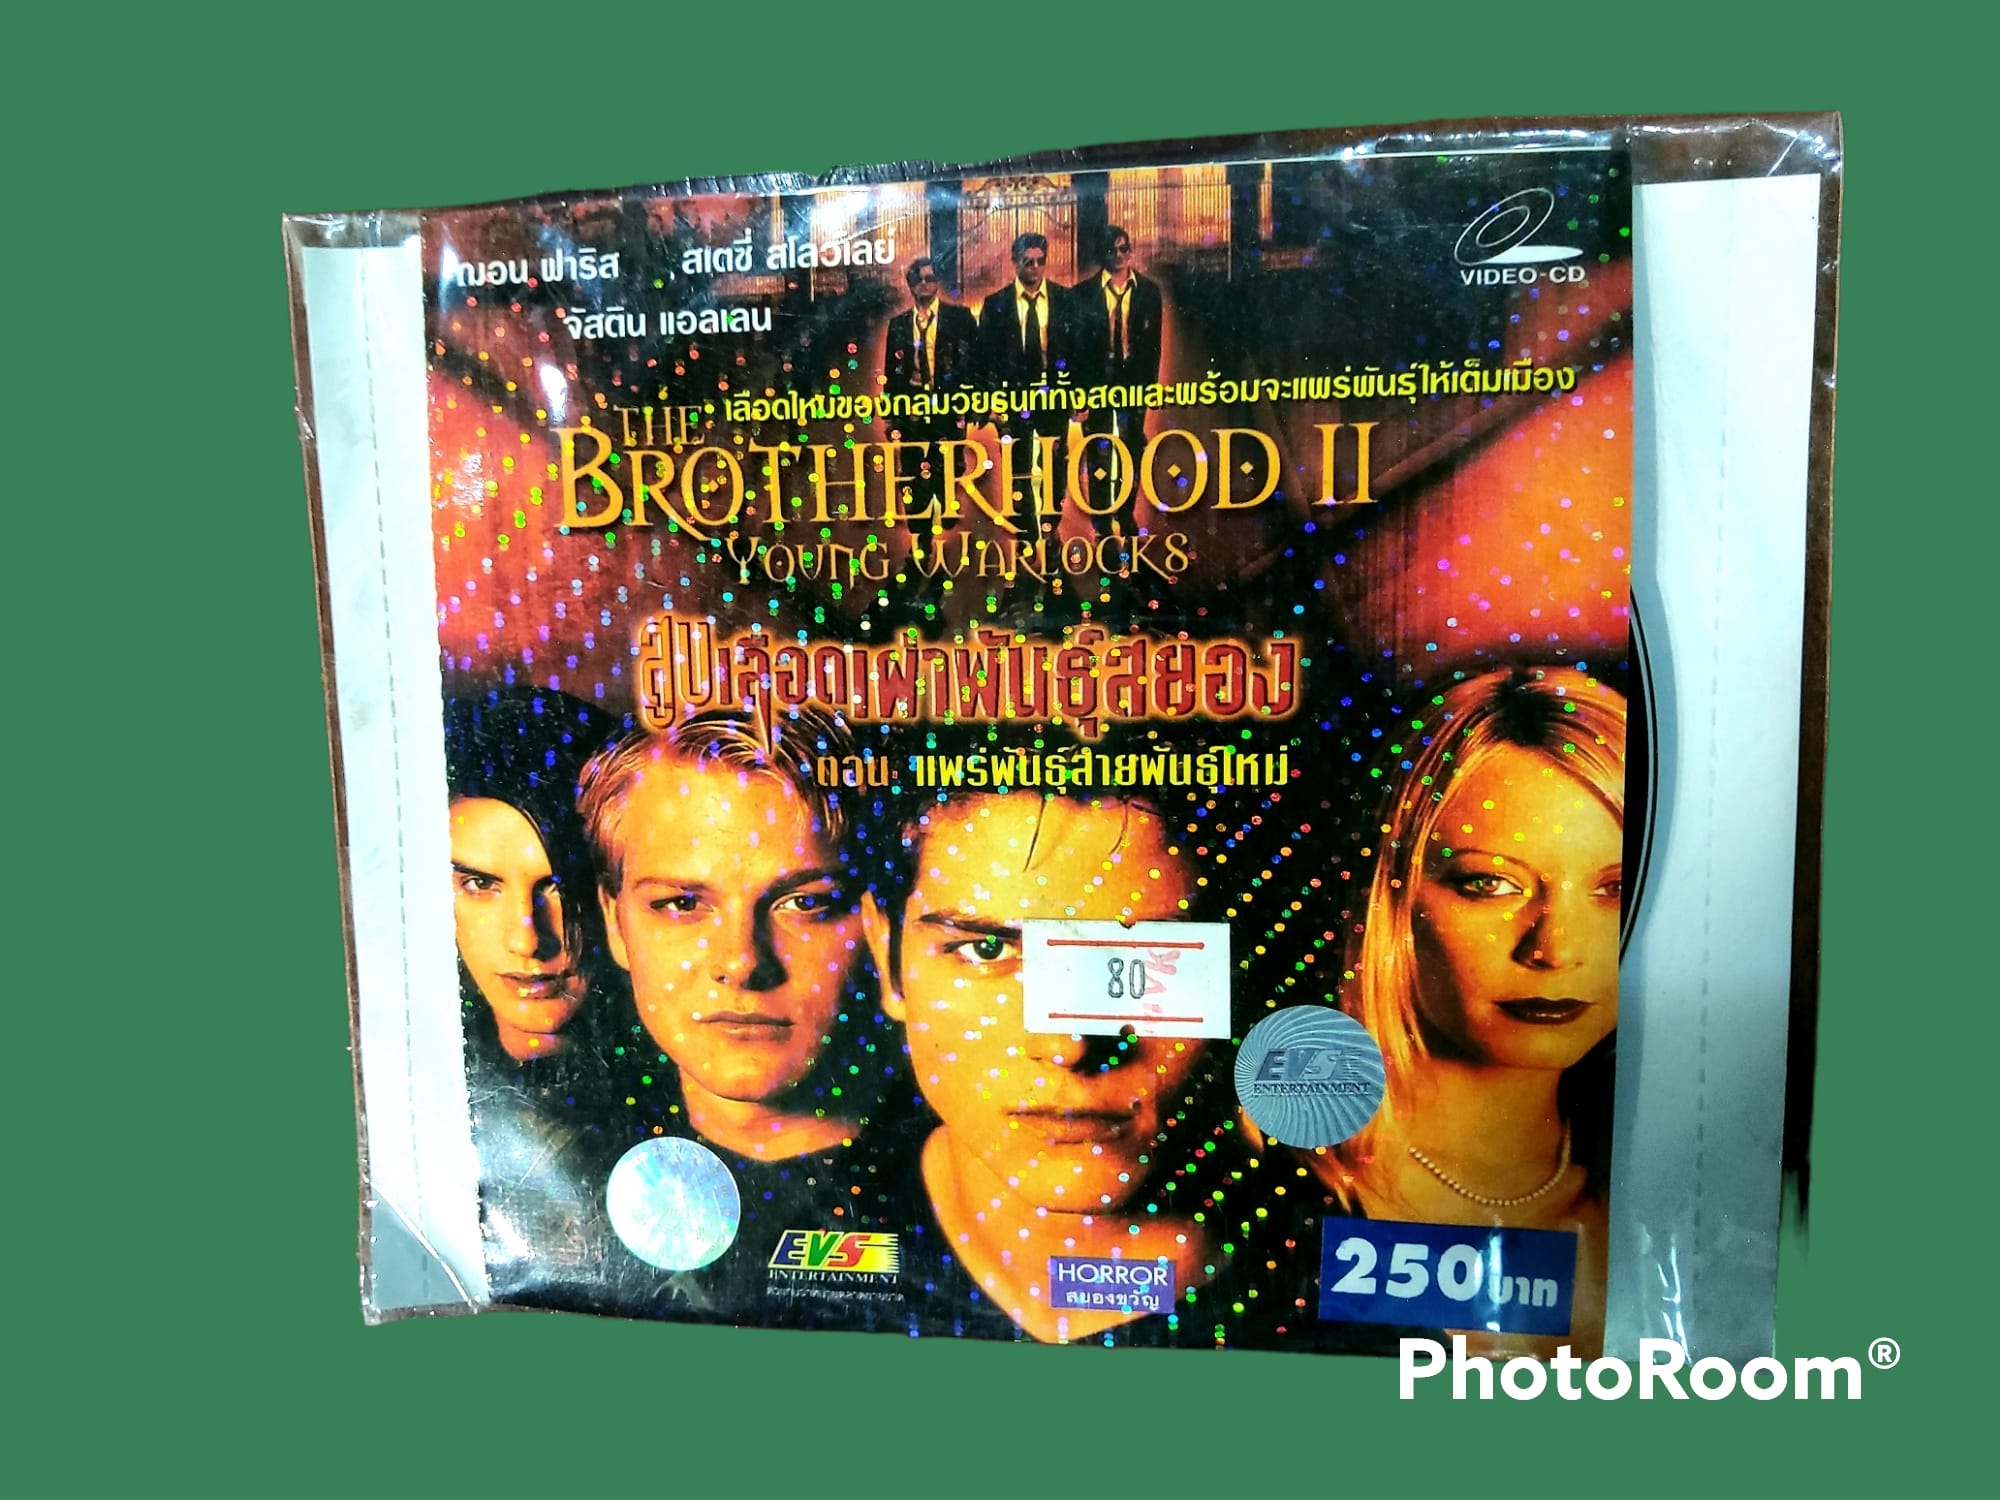 ฌอน ฟาริส , สเตซี่ สโลวิลย์
จัสติน แอลเลน
VIDEO-CD
เลือดใหม่ของกลุ่มวัยรุ่นที่ทั้งสดและพร้อมจะแพร่พันธุ์ให้เต็มเมือง
THE
BROTHERHOOD II
YOUNG WARLOCKS
สูบเลือดเผ่าพันธุ์สยอง
ตอน แพร่พันธุ์สายพันธุ์ใหม่
80
EVS
ENTERTAINMENT
EVS
ENTERTAINMENT
HORROR
สยองขวัญ
250 บาท
PhotoRoom®